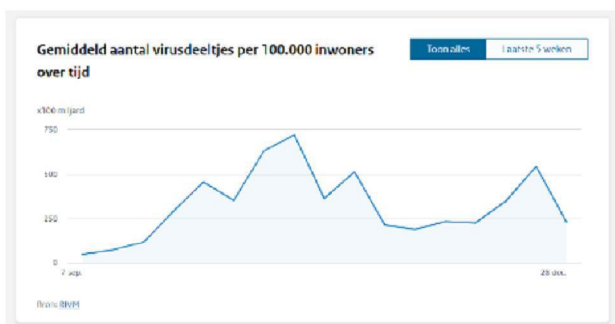 Gemiddeld aantal virusdeeltjes per 100.000 inwoners
over tijd
Toon alles
Laatste 5 weken
x100 miljard
750
500
250
0
7 sep.
28 dec.
Bron: RIVM